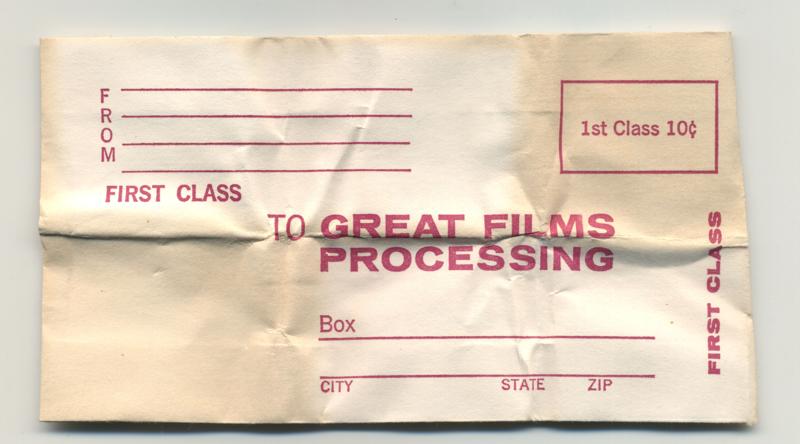 FROM
1st Class 10¢
FIRST CLASS
TO GREAT FILMS
PROCESSING
FIRST CLASS
Box
CITY STATE ZIP